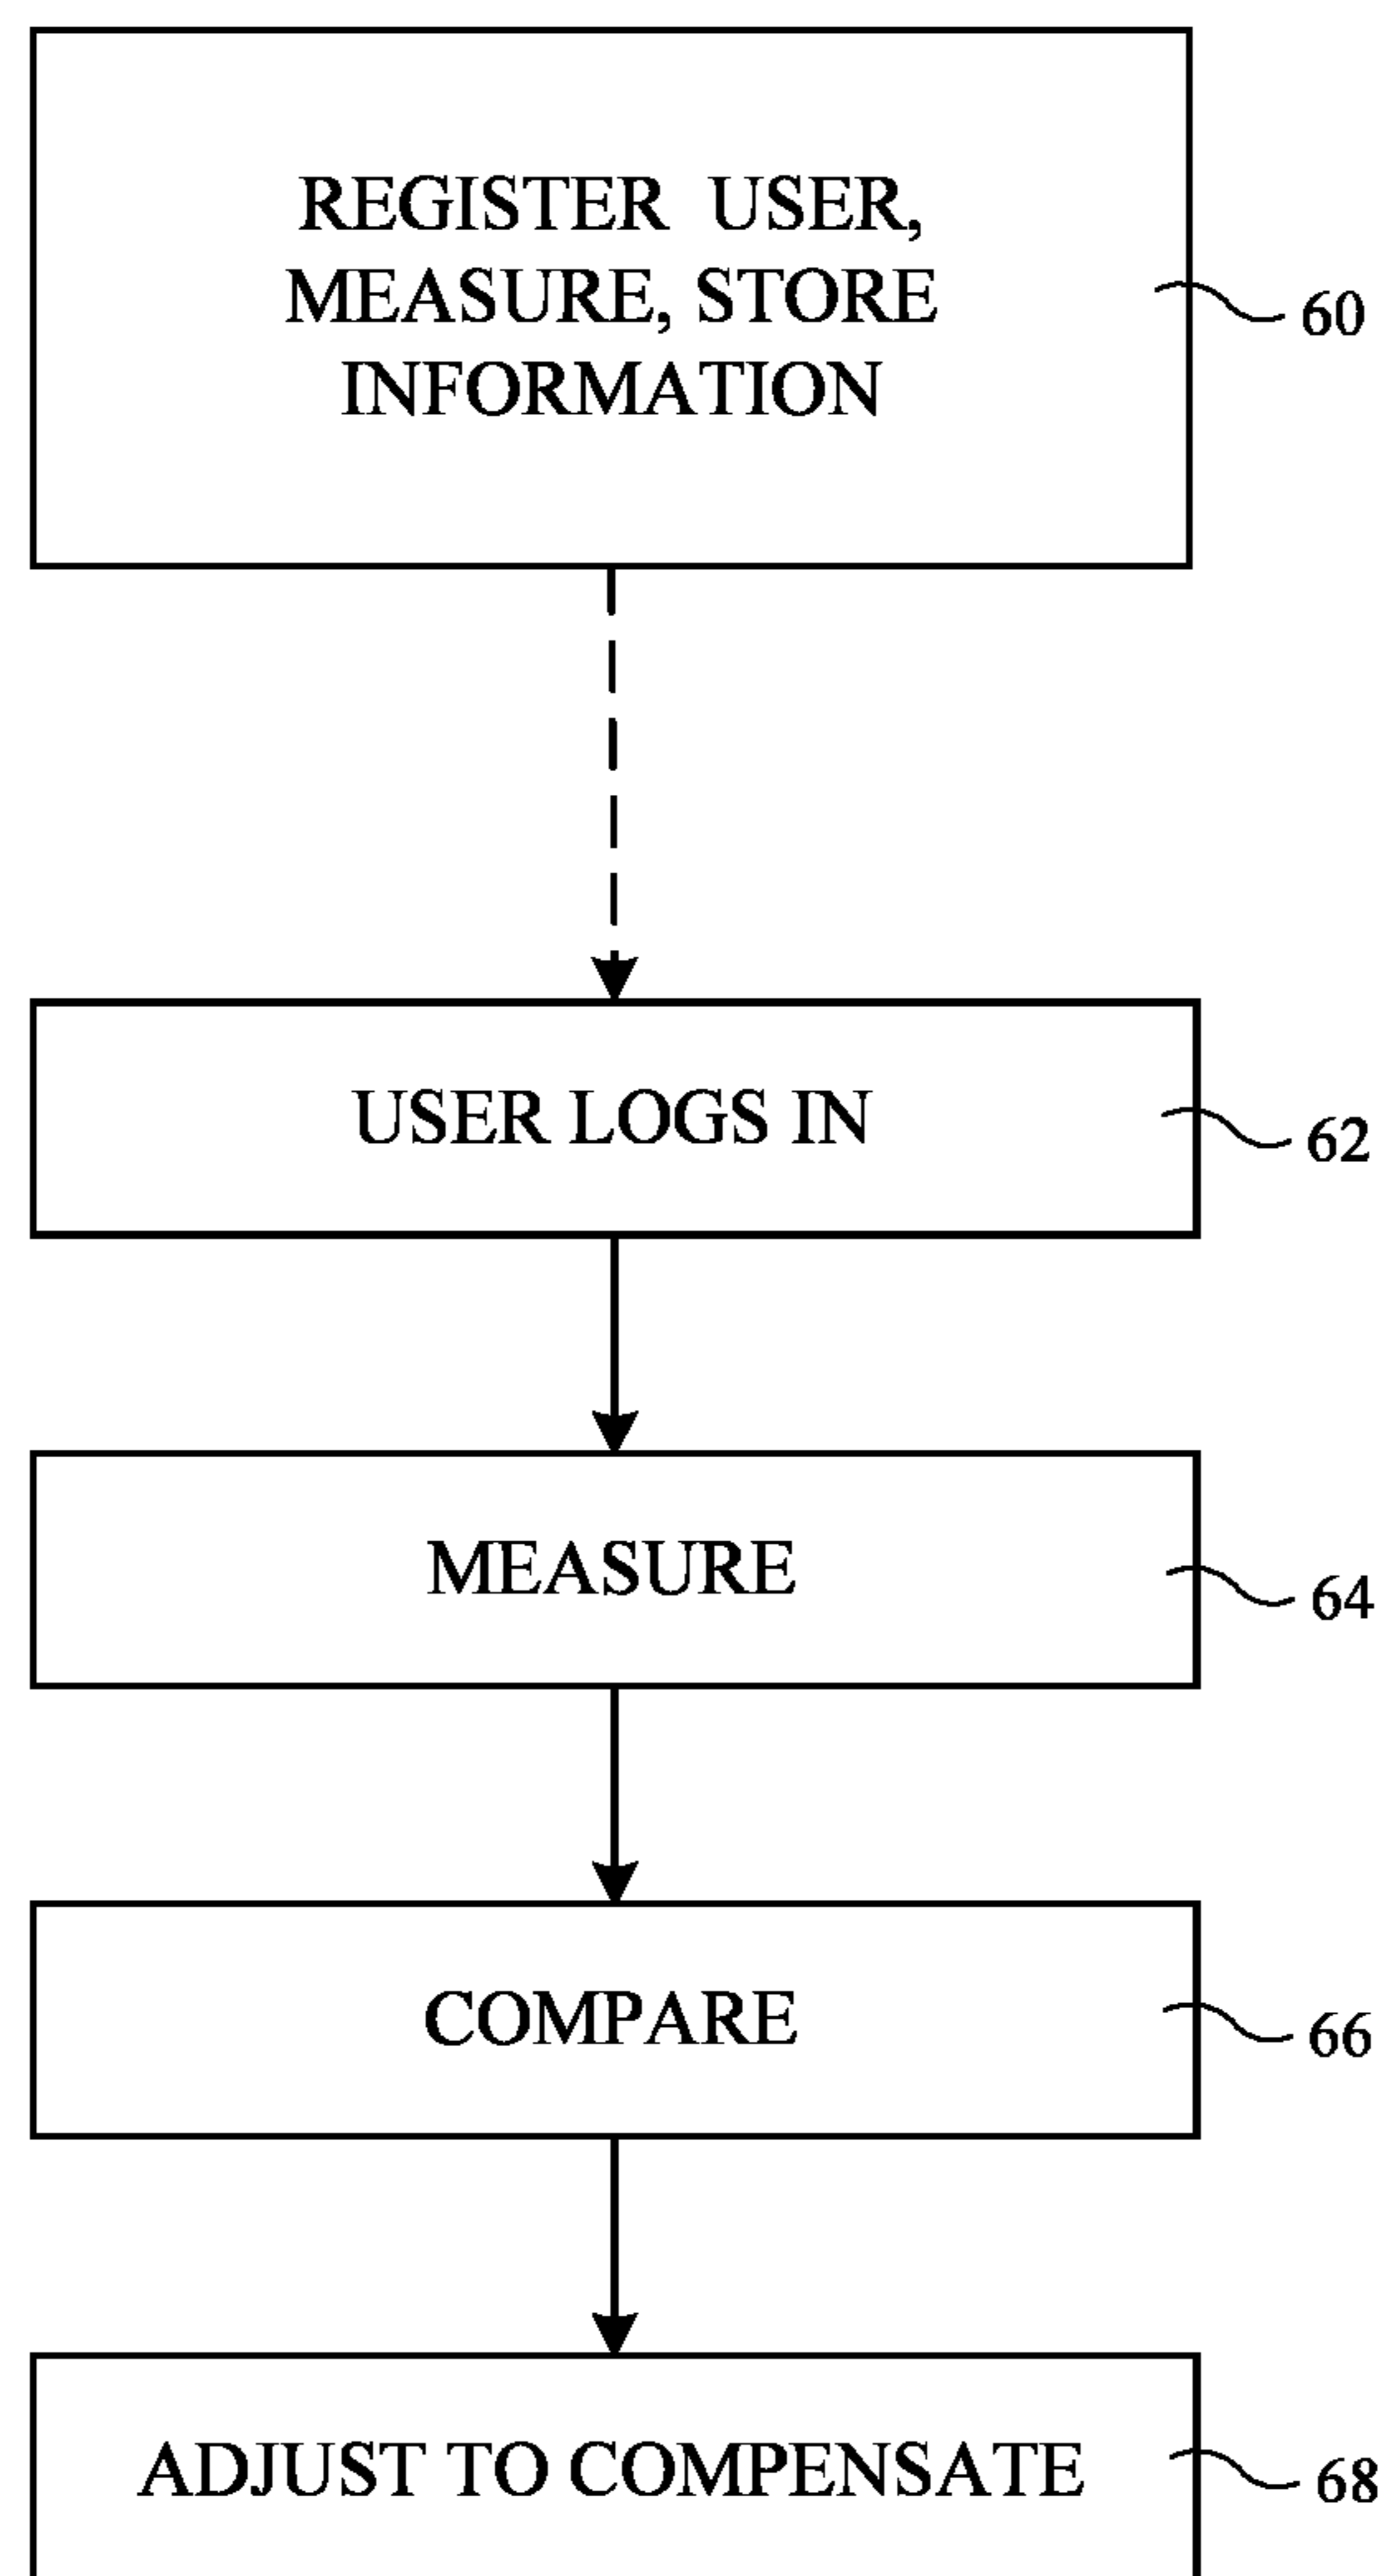 REGISTER USER,
MEASURE, STORE
INFORMATION
60
USER LOGS IN
62
MEASURE
64
COMPARE
66
ADJUST TO COMPENSATE
68